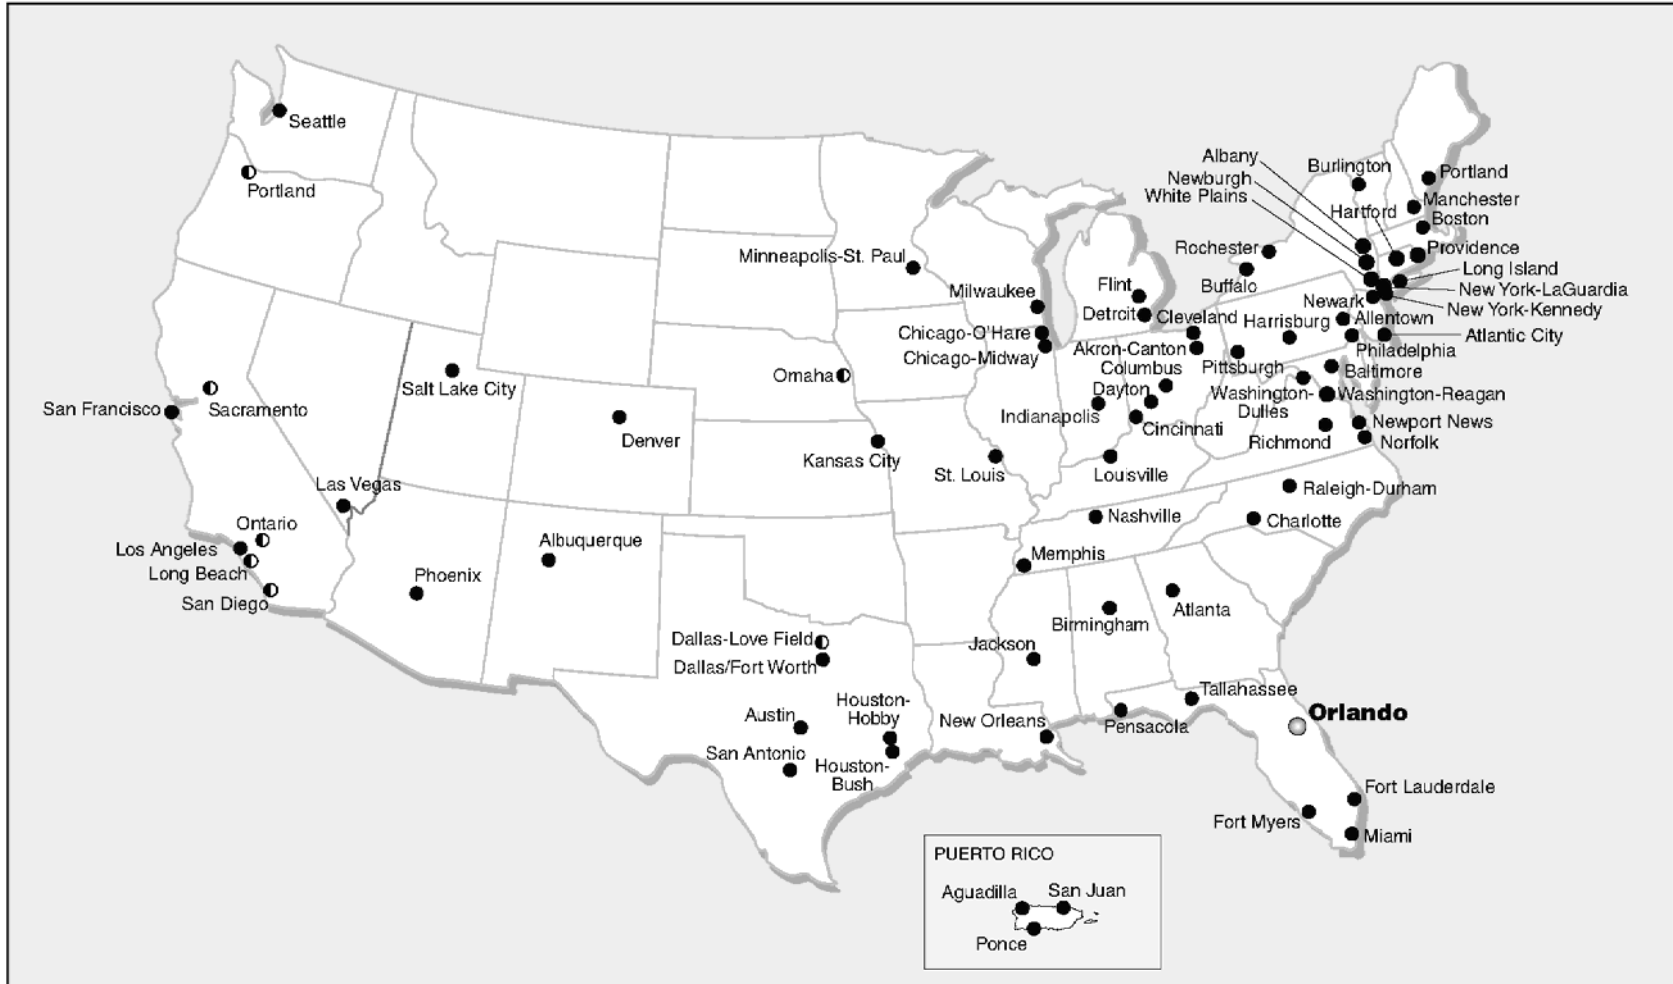 Seattle
Portland
Albany
Newburgh
White Plains
Burlington
Portland
Hartford
Manchester
Boston
Rochester
Buffalo
Providence
Long Island
New York-LaGuardia
New York-Kennedy
Newark
Allentown
Atlantic City
Harrisburg
Philadelphia
Pittsburgh
Baltimore
Washington-
Dulles
Washington-Reagan
Newport News
Richmond
Norfolk
Minneapolis-St. Paul
Milwaukee
Flint
Detroit
Cleveland
Chicago-O'Hare
Chicago-Midway
Akron-Canton
Columbus
Dayton
Indianapolis
Cincinnati
Omaha
Salt Lake City
San Francisco
Sacramento
Denver
Kansas City
St. Louis
Louisville
Las Vegas
Raleigh-Durham
Nashville
Charlotte
Ontario
Los Angeles
Long Beach
San Diego
Albuquerque
Phoenix
Memphis
Atlanta
Birmingham
Jackson
Dallas-Love Field
Dallas/Fort Worth
Houston-
Hobby
Austin
San Antonio
Houston-
Bush
New Orleans
Pensacola
Tallahassee
Orlando
Fort Lauderdale
Fort Myers
Miami
PUERTO RICO
Aguadilla
San Juan
Ponce